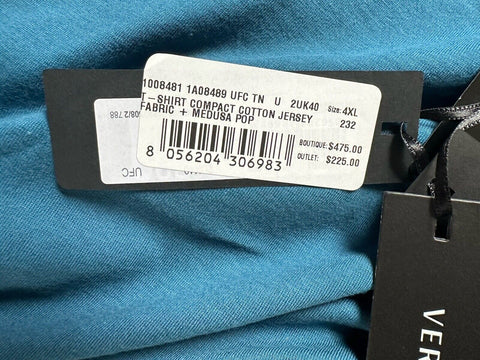 1008481 1A08489 UFC TN U 2UK40 Size: 4XL
T-SHIRT COMPACT COTTON JERSEY 232
FABRIC + MEDUSA POP
BOUTIQUE: $475.00
OUTLET: $225.00
8 056204 306983
UFC
VER